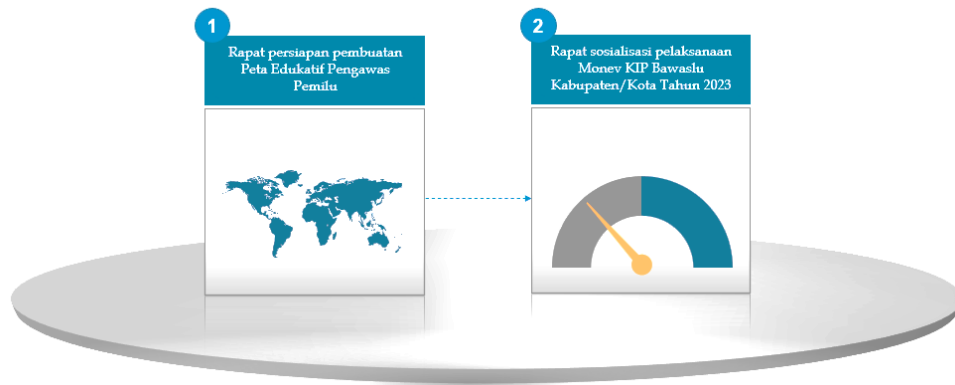 1
Rapat persiapan pembuatan
Peta Edukatif Pengawas
Pemilu
2
Rapat sosialisasi pelaksanaan
Monev KIP Bawaslu
Kabupaten/Kota Tahun 2023